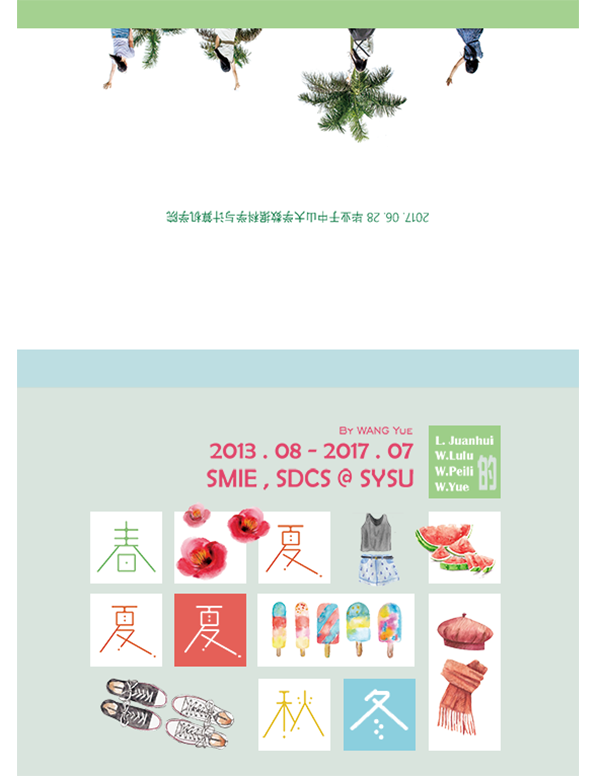 2017. 06. 28 毕业于中山大学数据科学与计算机学院
By WANG Yue
2013 . 08 - 2017 . 07
SMIE , SDCS @ SYSU
L. Juanhui
W.Lulu
W.Peili
W.Yue
的
春
夏
夏
夏
秋
冬